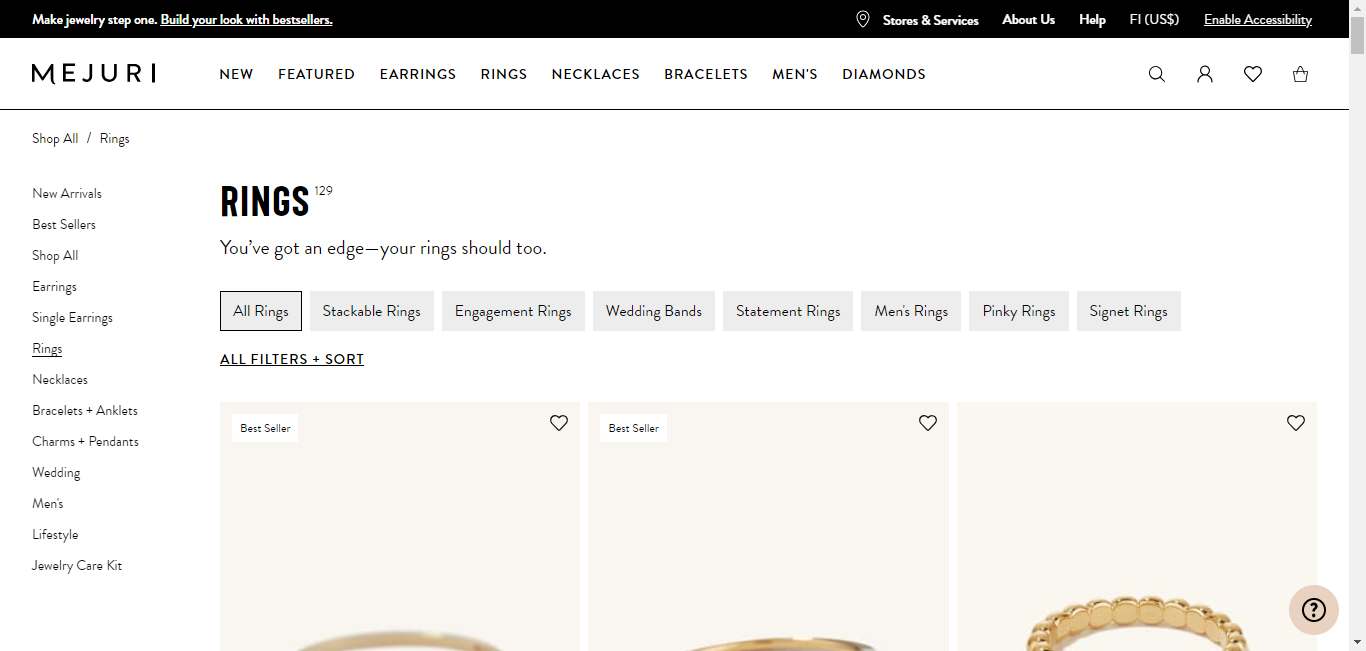 Make jewelry step one. Build your look with bestsellers.
Stores & Services About Us Help FI (US$) Enable Accessibility
MEJURI NEW FEATURED EARRINGS RINGS NECKLACES BRACELETS MEN'S DIAMONDS
Shop All / Rings
New Arrivals
Best Sellers
Shop All
Earrings
Single Earrings
Rings
Necklaces
Bracelets + Anklets
Charms + Pendants
Wedding
Men's
Lifestyle
Jewelry Care Kit
RINGS 129
You’ve got an edge—your rings should too.
All Rings Stackable Rings Engagement Rings Wedding Bands Statement Rings Men's Rings Pinky Rings Signet Rings
ALL FILTERS + SORT
Best Seller Best Seller
?